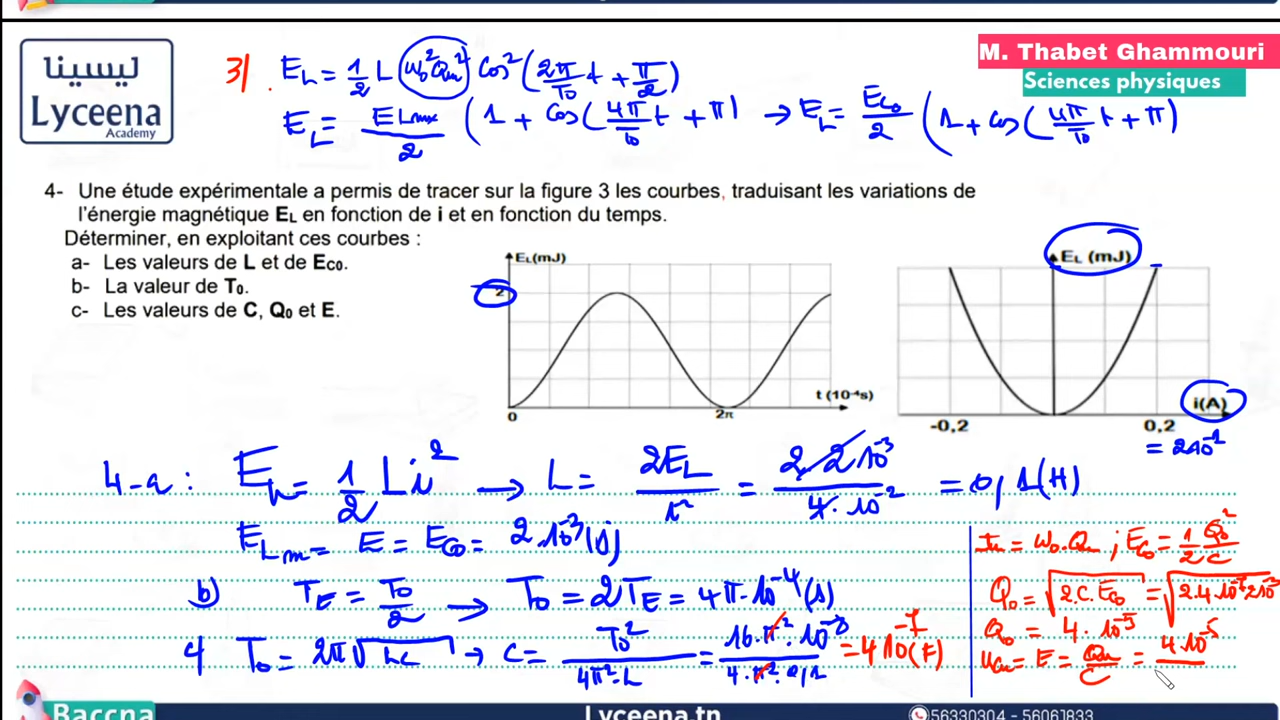 ليسينا
Lyceena
Academy
M. Thabet Ghammouri
Sciences physiques
3) E_L = 1/2 L ω₀² Qm² Cos²(2π/T₀ t + π/2)
E_L = E_Lmax/2 (1 + Cos(4π/T₀ t + π) → E_L = E_C₀/2 (1 + Cos(4π/T₀ t + π)
4- Une étude expérimentale a permis de tracer sur la figure 3 les courbes, traduisant les variations de
l'énergie magnétique EL en fonction de i et en fonction du temps.
Déterminer, en exploitant ces courbes :
a- Les valeurs de L et de EC0.
b- La valeur de T0.
c- Les valeurs de C, Q0 et E.
EL(mJ)
2
0
2π
t (10⁻⁴s)
EL (mJ)
i(A)
-0,2
0,2
= 2 10⁻¹
4-a : E_L = 1/2 L i² → L = 2E_L/i² = 2·2 10⁻³/4·10⁻² = 0,1(H)
E_Lm = E = E_C₀ = 2·10⁻³(J)
b) T_E = T₀/2 → T₀ = 2T_E = 4π·10⁻⁴(s)
T₀ = 2π√LC → C = T₀²/4π²·L = 16·π²·10⁻⁸/4·π²·0,1 = 4 10⁻⁷(F)
Im = ω₀·Qm ; E_C₀ = 1/2 Q₀²/C
Q₀ = √2.C.E_C₀ = √2.4.10⁻⁷·2 10⁻³
Q₀ = 4·10⁻⁵
= E = Qm/C = 4 10⁻⁵
Baccna
Lyceena.tn
56330304 - 56061833